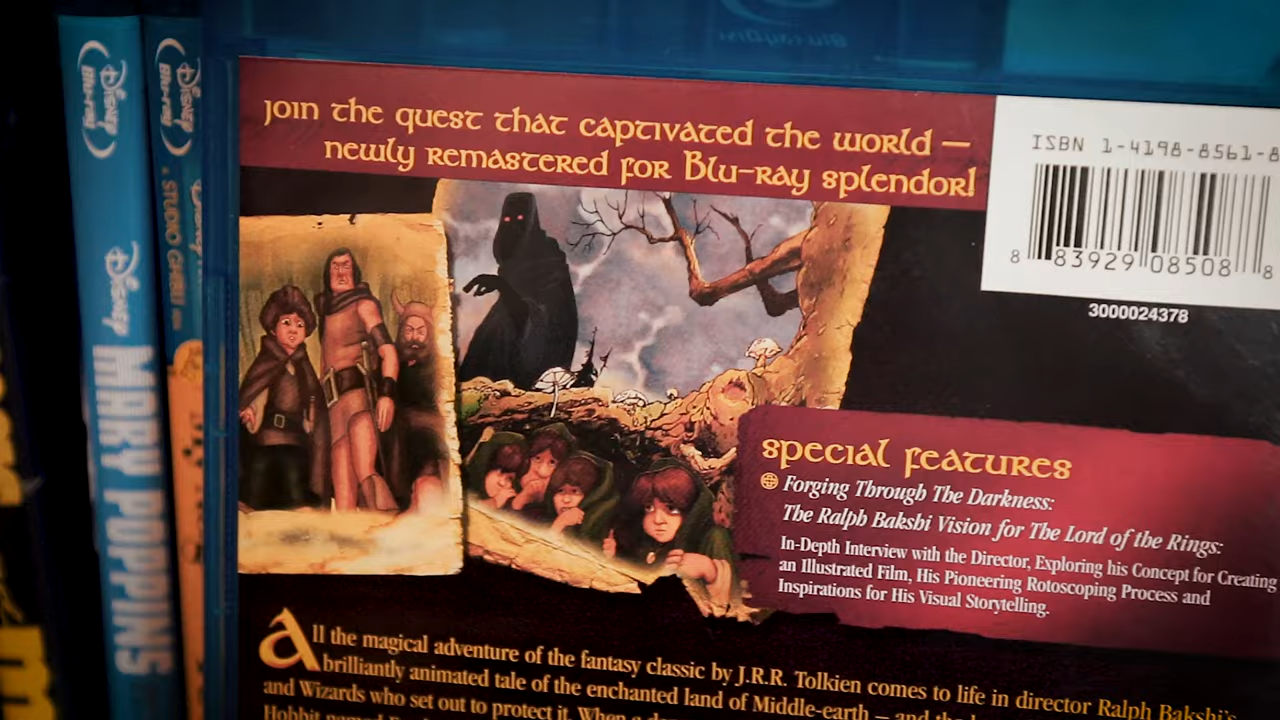 Join the quest that captivated the world —
newly remastered for Blu-ray splendor!
ISBN 1-4198-8561-8
8 83929 08508 8
3000024378
Special Features
Forging Through The Darkness:
The Ralph Bakshi Vision for The Lord of the Rings:
In-Depth Interview with the Director, Exploring his Concept for Creating
an Illustrated Film, His Pioneering Rotoscoping Process and
Inspirations for His Visual Storytelling.
All the magical adventure of the fantasy classic by J.R.R. Tolkien comes to life in director Ralph Bakshi's
brilliantly animated tale of the enchanted land of Middle-earth – and the
and Wizards who set out to protect it. When a
Hobbit named
Disney
Blu-ray
Disney
MARY POPPINS
Disney
Blu-ray
Disney
A STUDIO GHIBLI